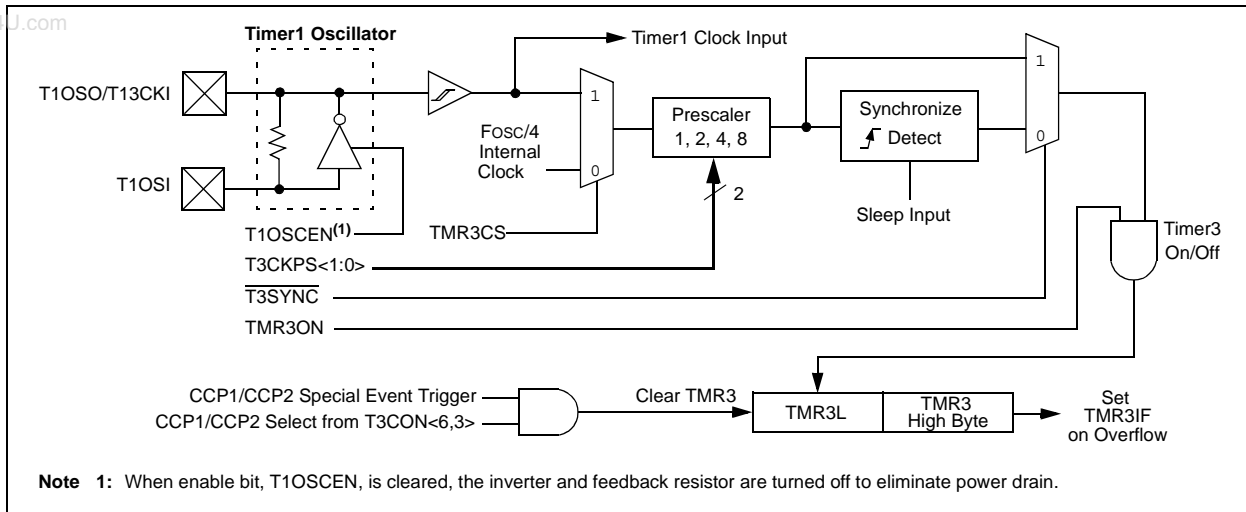 4U.com
Timer1 Oscillator
Timer1 Clock Input
T1OSO/T13CKI
1
FOSC/4
Internal
Clock
0
Prescaler
1, 2, 4, 8
Synchronize
Detect
1
0
T1OSI
2
Sleep Input
T1OSCEN(1)
TMR3CS
Timer3
On/Off
T3CKPS<1:0>
T3SYNC
TMR3ON
CCP1/CCP2 Special Event Trigger
CCP1/CCP2 Select from T3CON<6,3>
Clear TMR3
TMR3L
TMR3
High Byte
Set
TMR3IF
on Overflow
Note 1: When enable bit, T1OSCEN, is cleared, the inverter and feedback resistor are turned off to eliminate power drain.